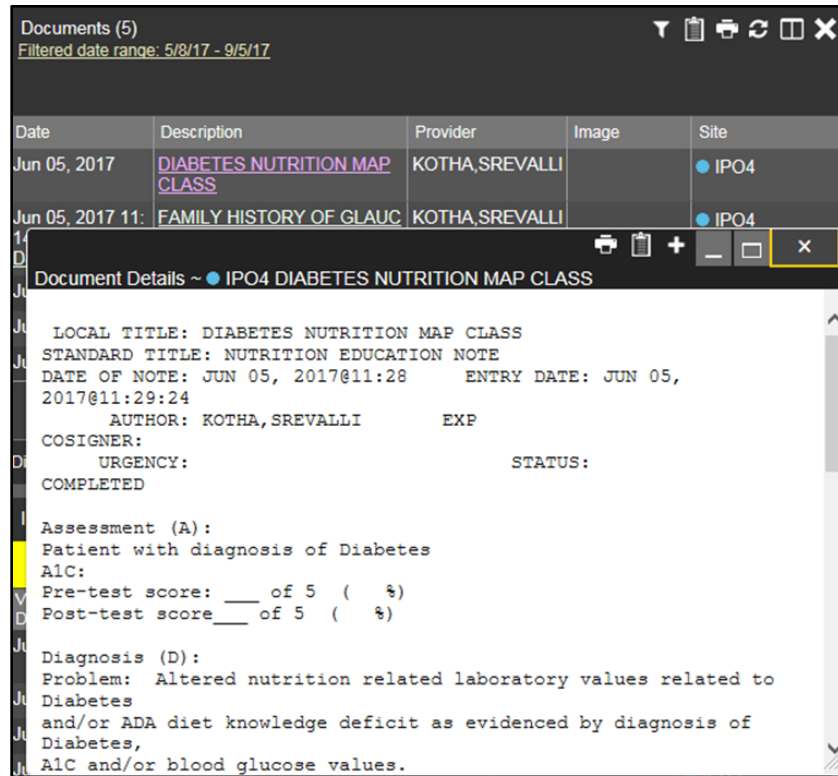 Documents (5)
Filtered date range: 5/8/17 - 9/5/17
Date Description Provider Image Site
Jun 05, 2017 DIABETES NUTRITION MAP KOTHA,SREVALLI IPO4
CLASS
Jun 05, 2017 11: FAMILY HISTORY OF GLAUC KOTHA,SREVALLI IPO4
Document Details ~ IPO4 DIABETES NUTRITION MAP CLASS
LOCAL TITLE: DIABETES NUTRITION MAP CLASS
STANDARD TITLE: NUTRITION EDUCATION NOTE
DATE OF NOTE: JUN 05, 2017@11:28 ENTRY DATE: JUN 05,
2017@11:29:24
AUTHOR: KOTHA,SREVALLI EXP
COSIGNER:
URGENCY: STATUS:
COMPLETED
Assessment (A):
Patient with diagnosis of Diabetes
A1C:
Pre-test score: ___ of 5 ( %)
Post-test score___ of 5 ( %)
Diagnosis (D):
Problem: Altered nutrition related laboratory values related to
Diabetes
and/or ADA diet knowledge deficit as evidenced by diagnosis of
Diabetes,
A1C and/or blood glucose values.